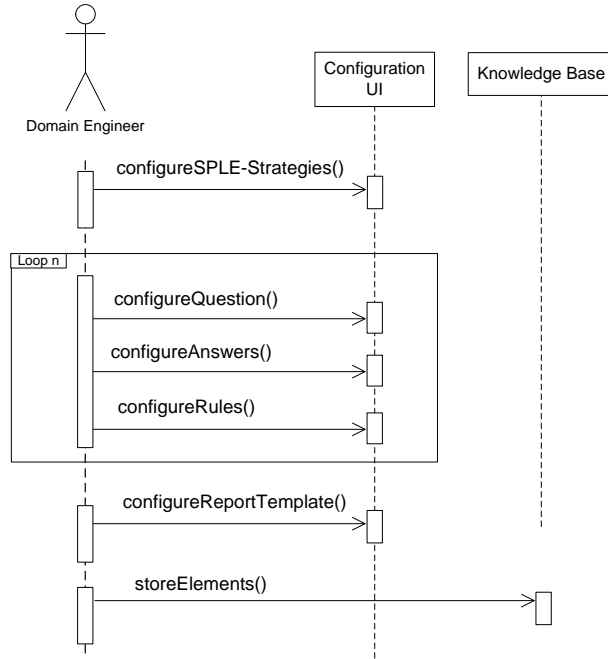 Configuration
UI
Knowledge Base
Domain Engineer
configureSPLE-Strategies()
Loop n
configureQuestion()
configureAnswers()
configureRules()
configureReportTemplate()
storeElements()